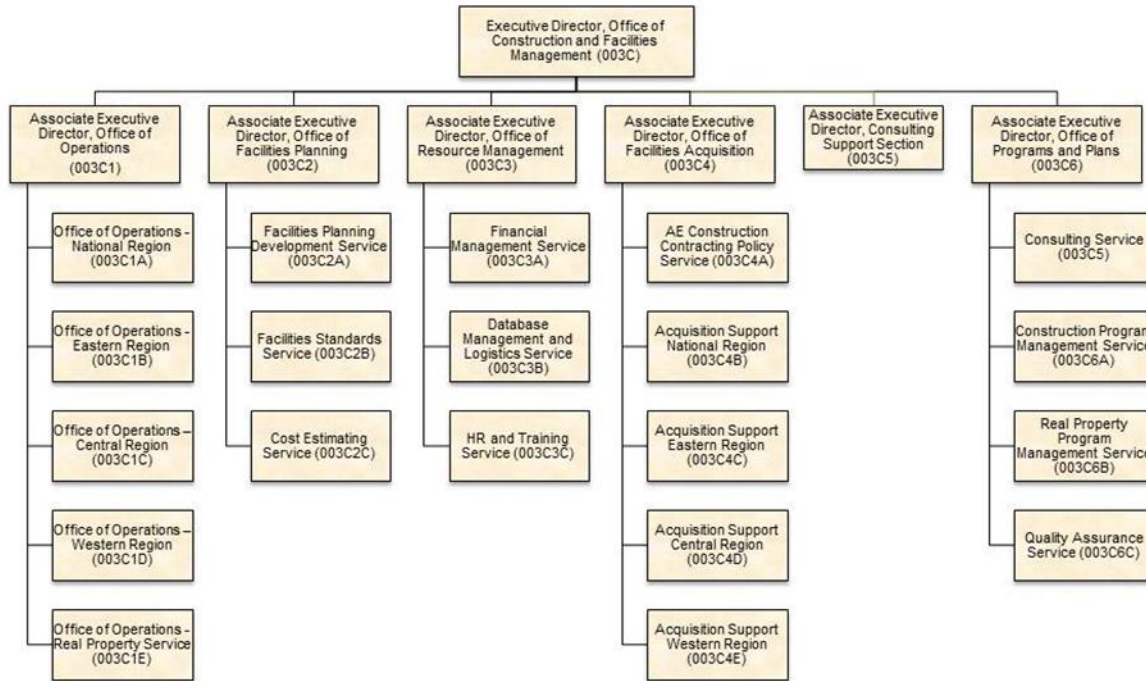 Executive Director, Office of
Construction and Facilities
Management (003C)
Associate Executive
Director, Office of
Operations
(003C1)
Associate Executive
Director, Office of
Facilities Planning
(003C2)
Associate Executive
Director, Office of
Resource Management
(003C3)
Associate Executive
Director, Office of
Facilities Acquisition
(003C4)
Associate Executive
Director, Consulting
Support Section
(003C5)
Associate Executive
Director, Office of
Programs and Plans
(003C6)
Office of Operations -
National Region
(003C1A)
Office of Operations -
Eastern Region
(003C1B)
Office of Operations –
Central Region
(003C1C)
Office of Operations –
Western Region
(003C1D)
Office of Operations -
Real Property Service
(003C1E)
Facilities Planning
Development Service
(003C2A)
Facilities Standards
Service (003C2B)
Cost Estimating
Service (003C2C)
Financial
Management Service
(003C3A)
Database
Management and
Logistics Service
(003C3B)
HR and Training
Service (003C3C)
AE Construction
Contracting Policy
Service (003C4A)
Acquisition Support
National Region
(003C4B)
Acquisition Support
Eastern Region
(003C4C)
Acquisition Support
Central Region
(003C4D)
Acquisition Support
Western Region
(003C4E)
Consulting Service
(003C5)
Construction Program
Management Service
(003C6A)
Real Property
Program
Management Service
(003C6B)
Quality Assurance
Service (003C6C)